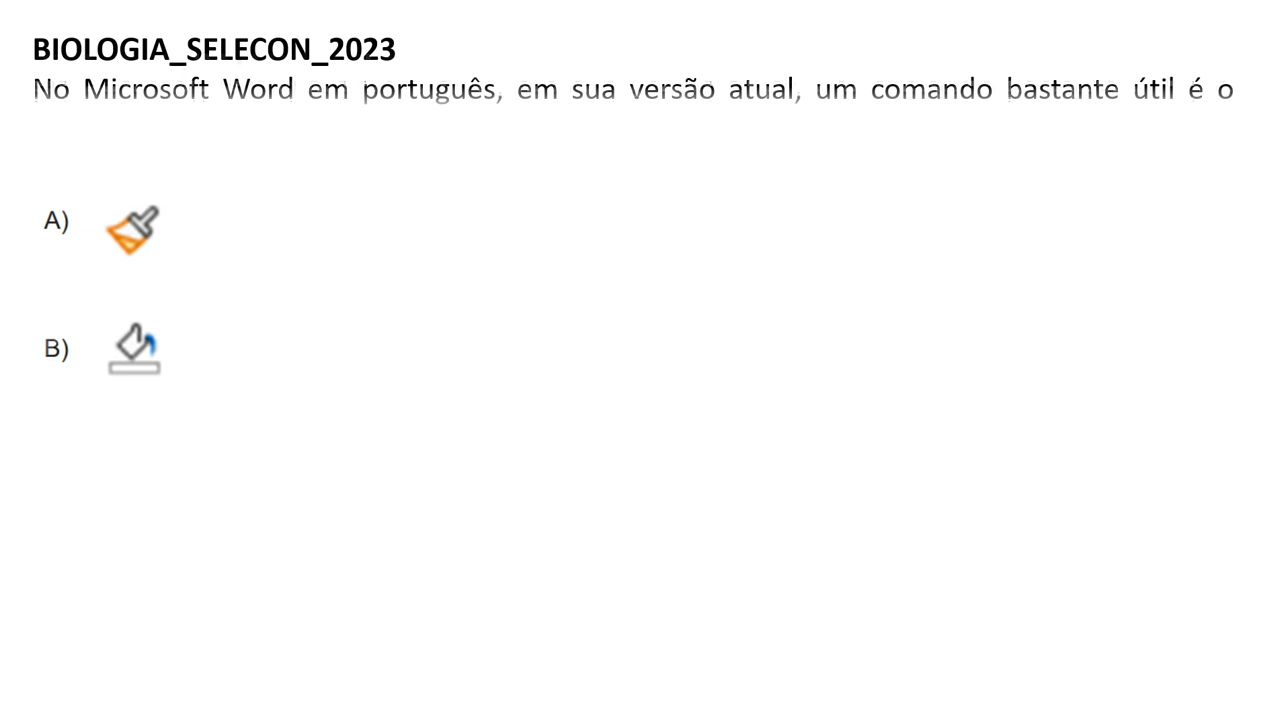 BIOLOGIA_SELECON_2023
No Microsoft Word em português, em sua versão atual, um comando bastante útil é o
A)
B)